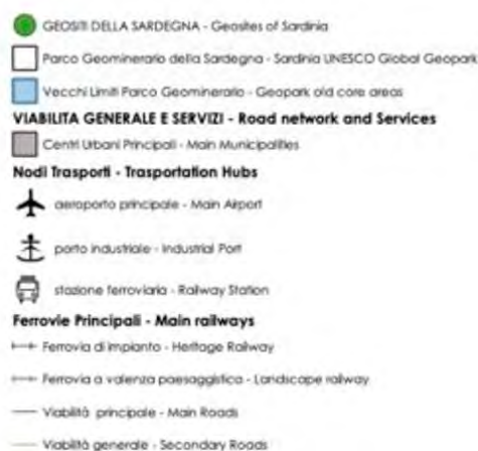 GEOSITI DELLA SARDEGNA - Geosites of Sardinia
Parco Geominerario della Sardegna - Sardinia UNESCO Global Geopark
Vecchi Limiti Parco Geominerario - Geopark old core areas
VIABILITA GENERALE E SERVIZI - Road network and Services
Centri Urbani Principali - Main Municipalities
Nodi Trasporti - Trasportation Hubs
aeroporto principale - Main Airport
porto industriale - Industrial Port
stazione ferroviaria - Railway Station
Ferrovie Principali - Main railways
Ferrovia di impianto - Heritage Railway
Ferrovia a valenza paesaggistica - Landscape railway
Viabilità principale - Main Roads
Viabilità generale - Secondary Roads